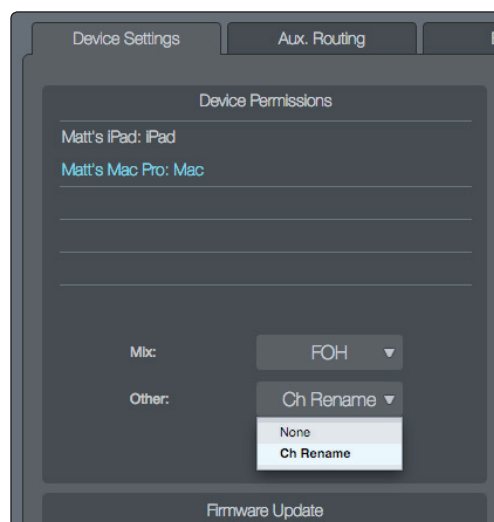 Device Settings Aux. Routing
Device Permissions
Matt's iPad: iPad
Matt's Mac Pro: Mac
Mix: FOH
Other: Ch Rename
None
Ch Rename
Firmware Update